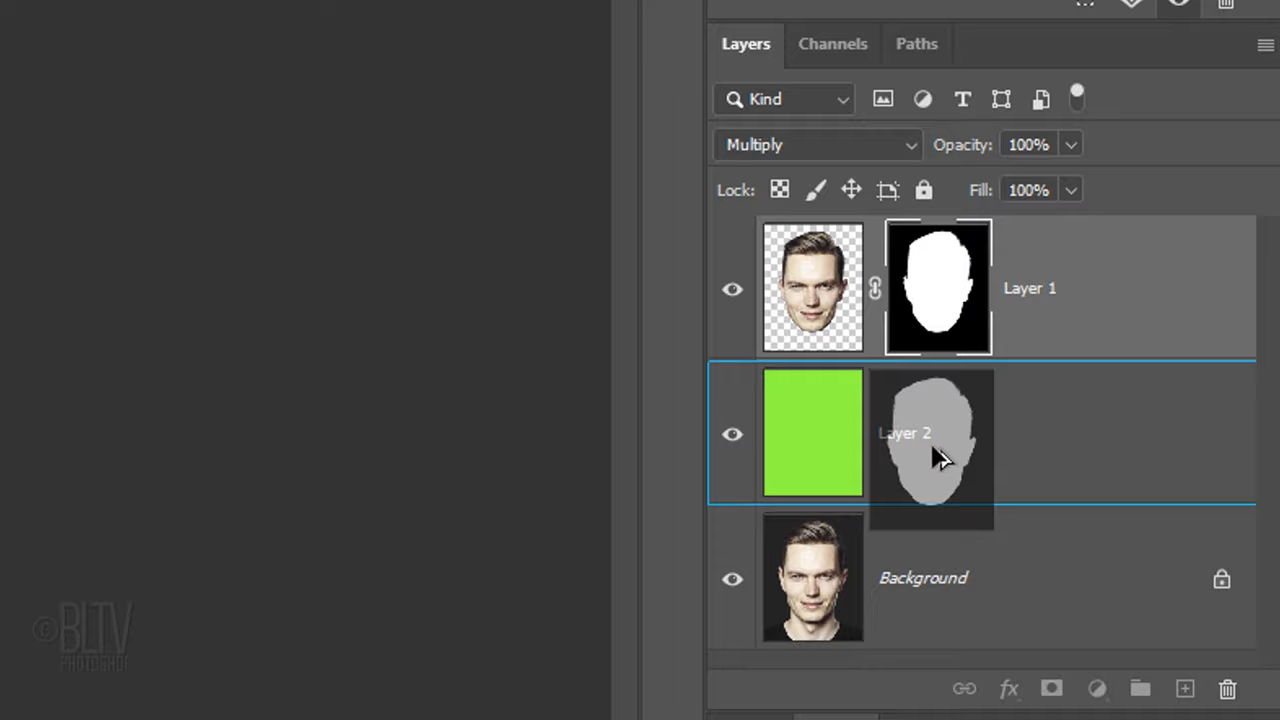 Layers Channels Paths
Kind
Multiply Opacity: 100%
Lock: Fill: 100%
Layer 1
Layer 2
Background
© BLTV
PHOTOSHOP